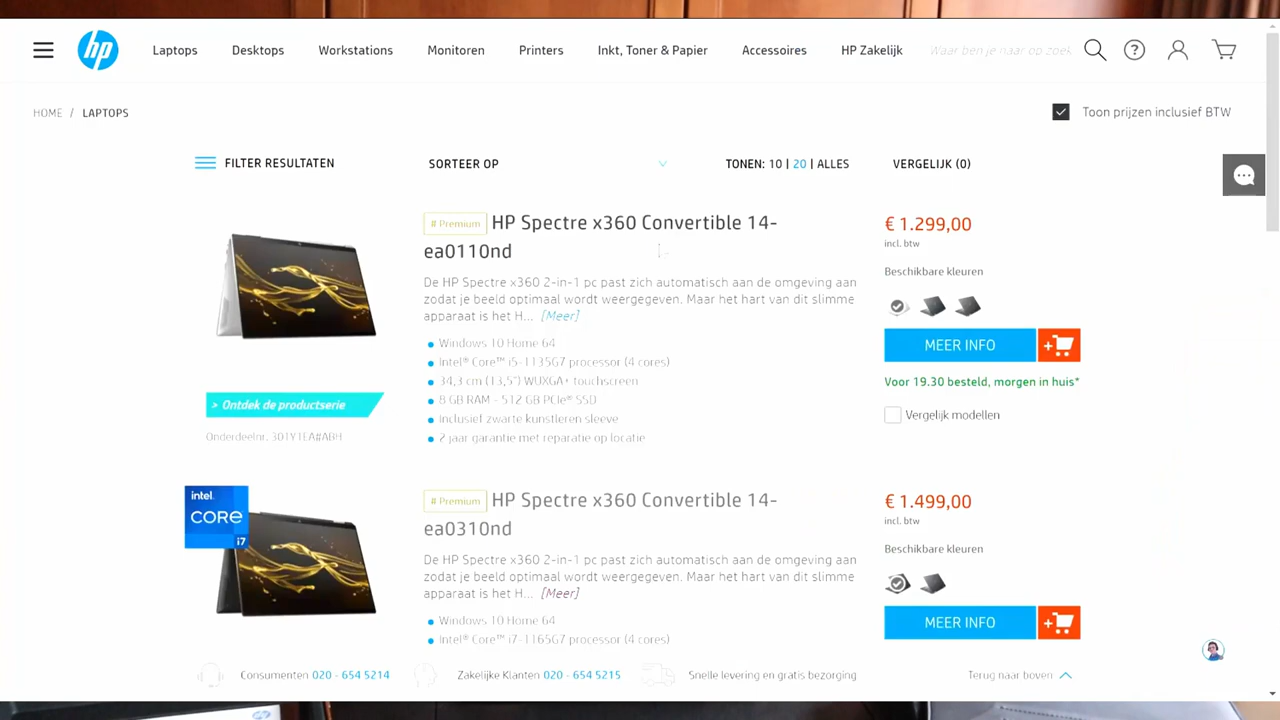 hp
Laptops Desktops Workstations Monitoren Printers Inkt, Toner & Papier Accessoires HP Zakelijk Waar ben je naar op zoek
HOME / LAPTOPS
Toon prijzen inclusief BTW
FILTER RESULTATEN
SORTEER OP
TONEN: 10 | 20 | ALLES
VERGELIJK (0)
# Premium HP Spectre x360 Convertible 14-
ea0110nd
De HP Spectre x360 2-in-1 pc past zich automatisch aan de omgeving aan
zodat je beeld optimaal wordt weergegeven. Maar het hart van dit slimme
apparaat is het H... [Meer]
Windows 10 Home 64
Intel® Core™ i5-1135G7 processor (4 cores)
34,3 cm (13,5") WUXGA+ touchscreen
8 GB RAM - 512 GB PCIe® SSD
Inclusief zwarte kunstleren sleeve
2 jaar garantie met reparatie op locatie
> Ontdek de productserie
Onderdeelnr. 301Y1EA#ABH
€ 1.299,00
incl. btw
Beschikbare kleuren
MEER INFO
+
Voor 19.30 besteld, morgen in huis*
Vergelijk modellen
intel.
CORE
i7
# Premium HP Spectre x360 Convertible 14-
ea0310nd
De HP Spectre x360 2-in-1 pc past zich automatisch aan de omgeving aan
zodat je beeld optimaal wordt weergegeven. Maar het hart van dit slimme
apparaat is het H... [Meer]
Windows 10 Home 64
Intel® Core™ i7-1165G7 processor (4 cores)
€ 1.499,00
incl. btw
Beschikbare kleuren
MEER INFO
+
Consumenten 020 - 654 5214
Zakelijke Klanten 020 - 654 5215
Snelle levering en gratis bezorging
Terug naar boven